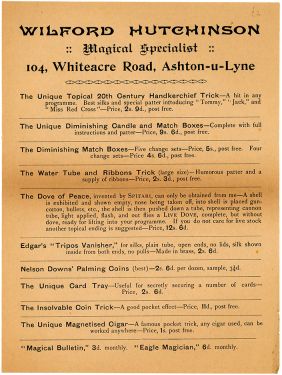 WILFORD HUTCHINSON
:: Magical Specialist ::
104, Whiteacre Road, Ashton-u-Lyne
The Unique Topical 20th Century Handkerchief Trick—A hit in any
programme. Best silks and special patter introducing "Tommy," "Jack," and
"Miss Red Cross"—Price, 2s. 9d., post free.
The Unique Diminishing Candle and Match Boxes—Complete with full
instructions and patter—Price, 9s. 6d., post free.
The Diminishing Match Boxes—Five change sets—Price, 5s., post free. Four
change sets—Price 4s. 6d., post free.
The Water Tube and Ribbons Trick (large size)—Humorous patter and a
supply of ribbons—Price, 2s. 3d., post free.
The Dove of Peace, invented by SPITARI, can only be obtained from me—A shell
is exhibited and shown empty, nose being taken off, into shell is placed gun-
cotton, bullets, etc., the shell is then pushed down a tube, representing cannon
tube, light applied, flash, and out flies a LIVE DOVE, complete, but without
dove, ready for lifting into your programme. If you do not care for live stock
another topical ending is suggested—Price, 12s. 6d.
Edgar's "Tripos Vanisher," for silks, plain tube, open ends, no lids, silk shown
inside from both ends, no pulls—Made in brass, 2s. 6d.
Nelson Downs' Palming Coins (best)—2s. 6d. per dozen, sample,
The Unique Card Tray—Useful for secretly securing a number of cards—
Price, 2s. 6d.
The Insolvable Coin Trick—A good pocket effect—Price, post free.
The Unique Magnetised Cigar—A famous pocket trick, any cigar used, can be
worked anywhere—Price, 1s. post free.
"Magical Bulletin," 3d. monthly. "Eagle Magician," 6d. monthly.